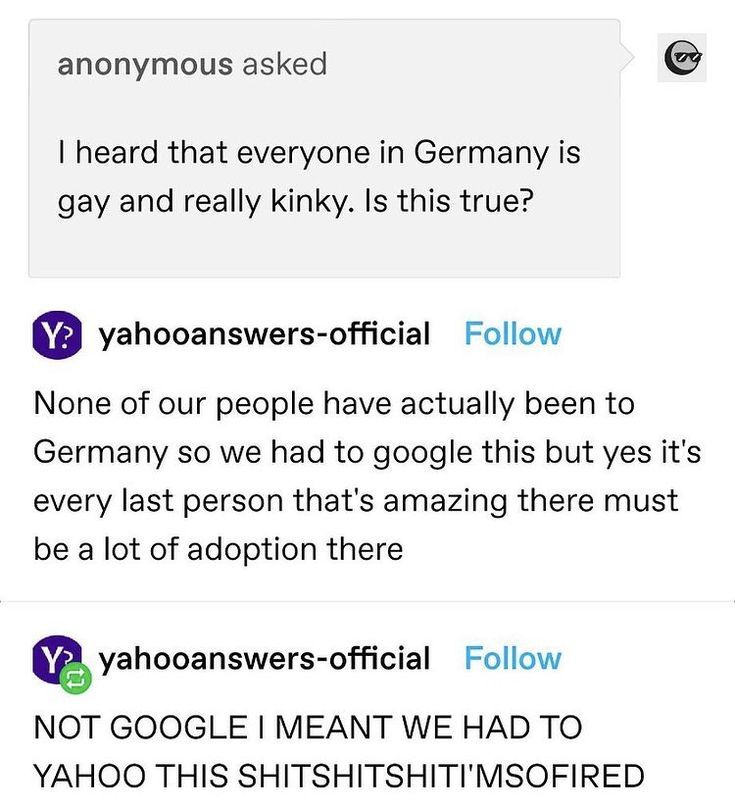 anonymous asked
I heard that everyone in Germany is
gay and really kinky. Is this true?
Y? yahooanswers-official Follow
None of our people have actually been to
Germany so we had to google this but yes it's
every last person that's amazing there must
be a lot of adoption there
Y? yahooanswers-official Follow
NOT GOOGLE I MEANT WE HAD TO
YAHOO THIS SHITSHITSHITI'MSOFIRED